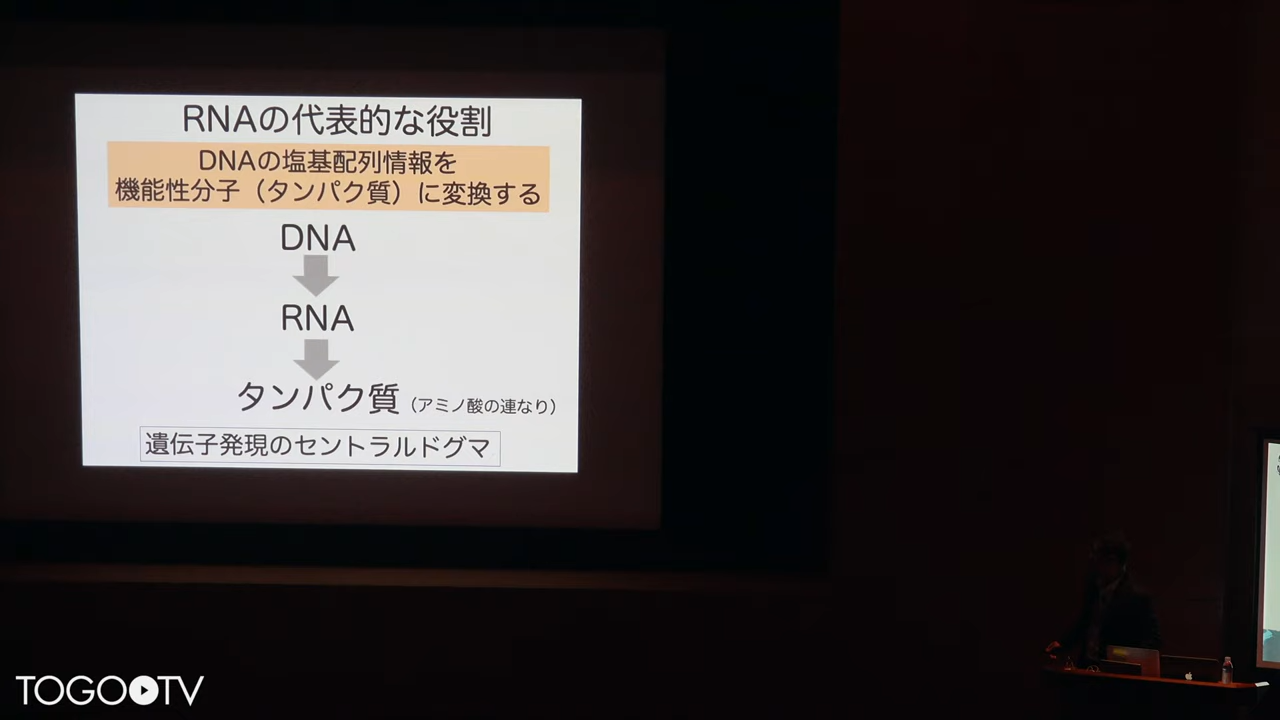 RNAの代表的な役割
DNAの塩基配列情報を
機能性分子（タンパク質）に変換する
DNA
RNA
タンパク質（アミノ酸の連なり）
遺伝子発現のセントラルドグマ
TOGOTV